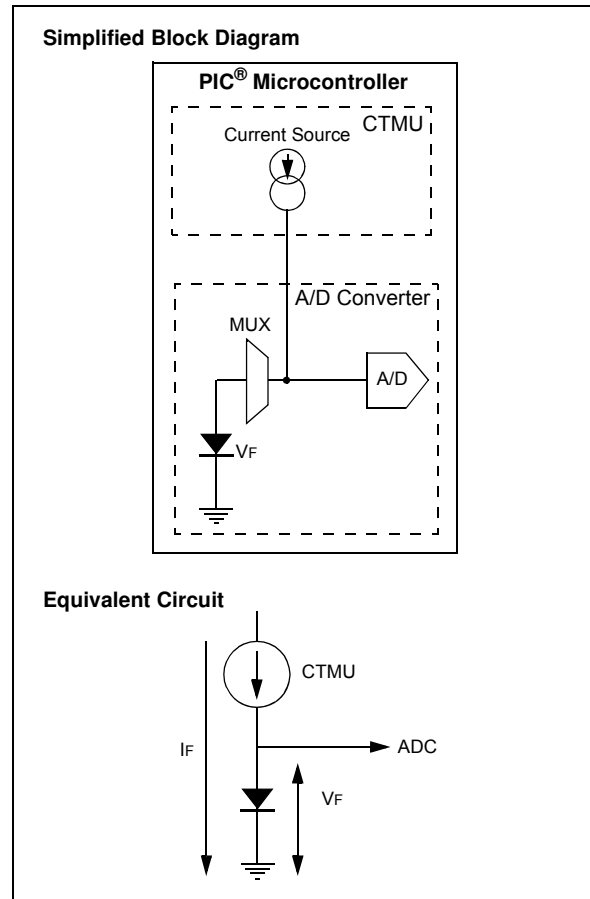 Simplified Block Diagram
PIC® Microcontroller
CTMU
Current Source
A/D Converter
MUX
A/D
VF
Equivalent Circuit
CTMU
IF
ADC
VF